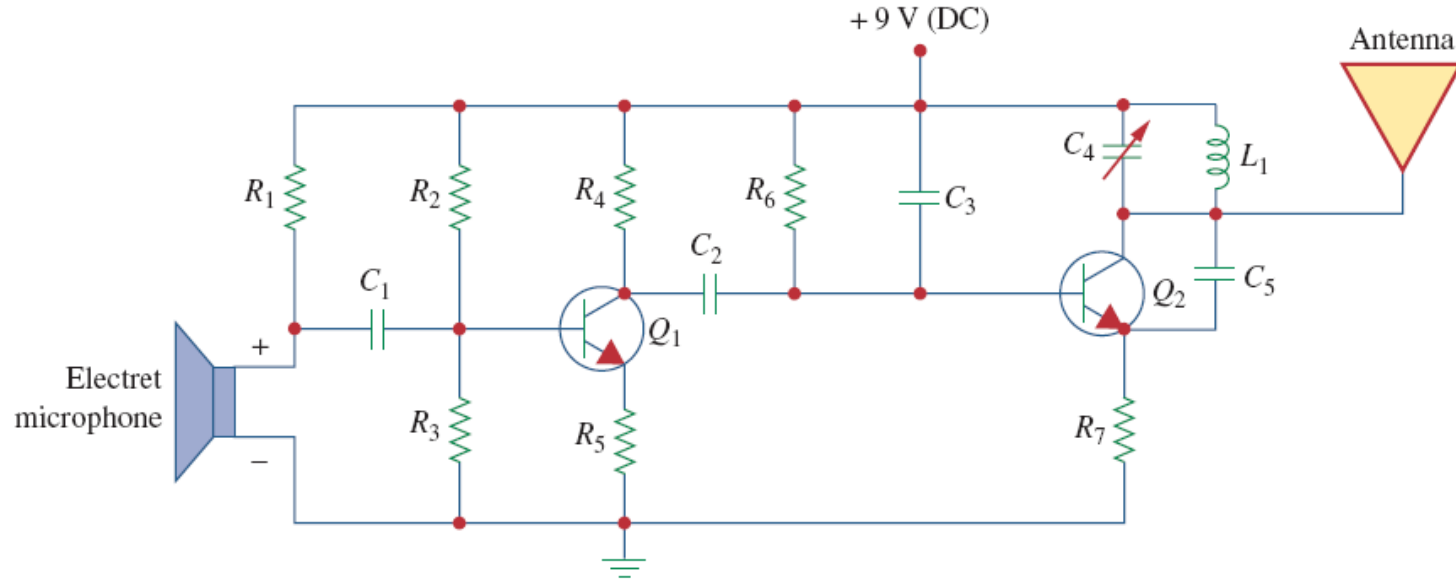 + 9 V (DC)
Antenna
C4
L1
R1
R2
R4
R6
C3
C2
C1
Q2
C5
Q1
+
Electret
microphone
R3
R5
R7
−